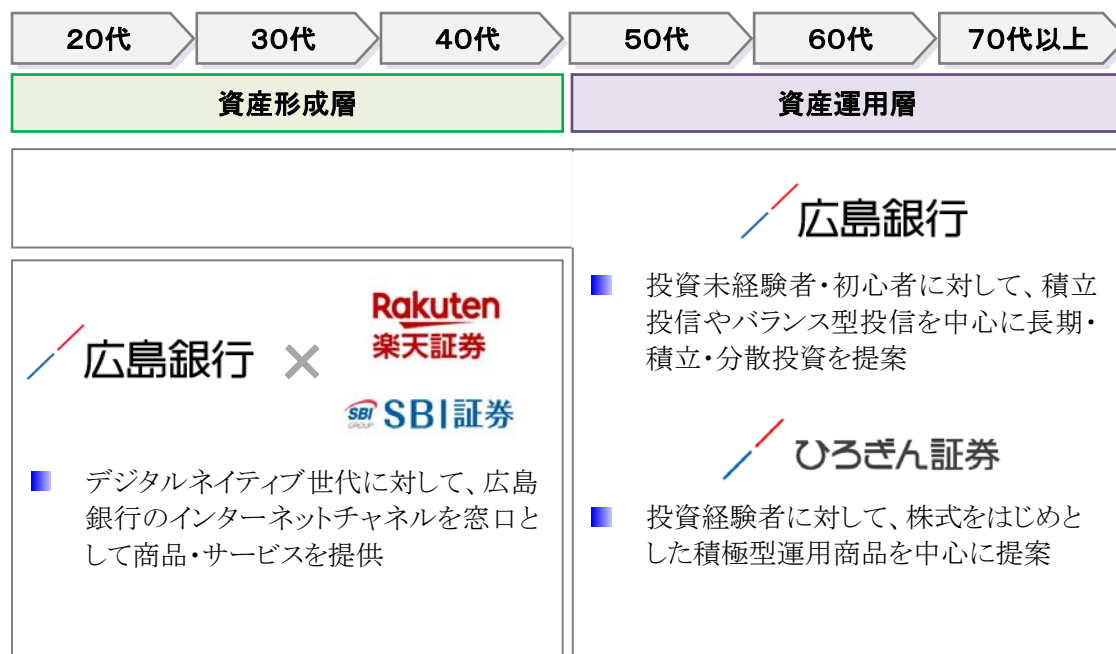 20代 30代 40代 50代 60代 70代以上
資産形成層 資産運用層
広島銀行
投資未経験者・初心者に対して、積立
投信やバランス型投信を中心に長期・
積立・分散投資を提案
ひろぎん証券
投資経験者に対して、株式をはじめと
した積極型運用商品を中心に提案
広島銀行 × Rakuten
楽天証券
SBI GROUP SBI証券
デジタルネイティブ世代に対して、広島
銀行のインターネットチャネルを窓口と
して商品・サービスを提供